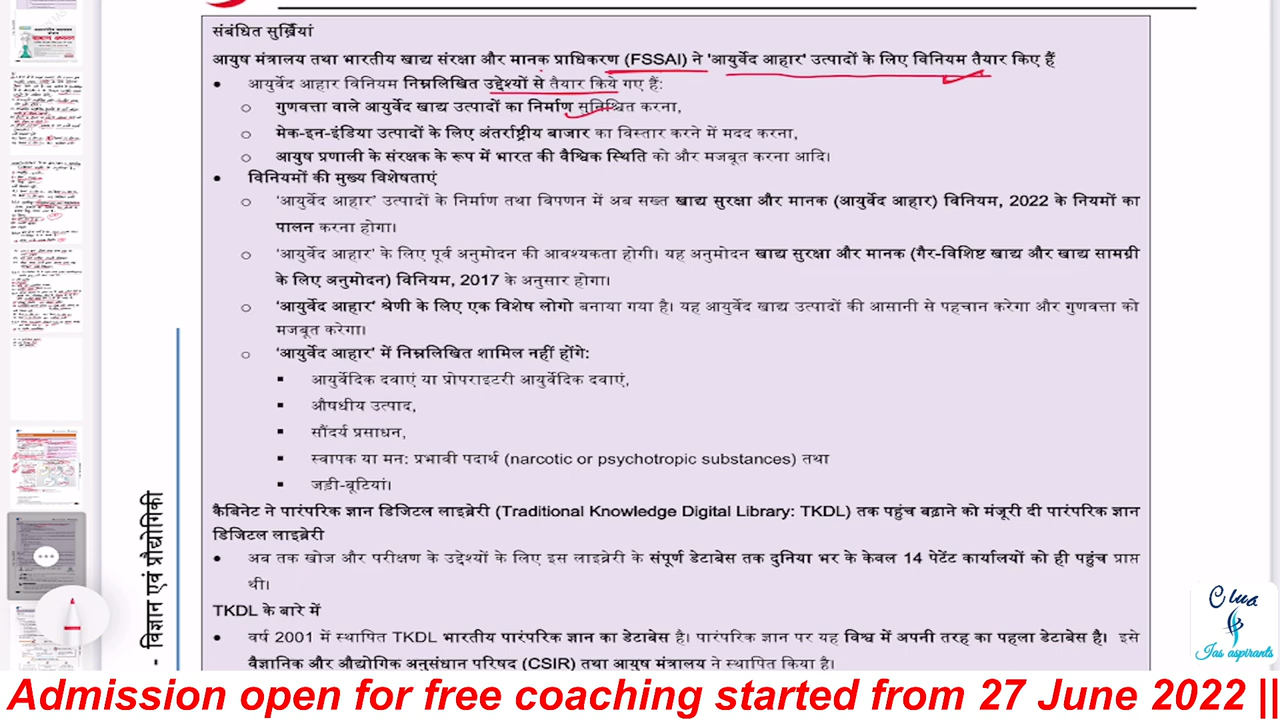 संबंधित सुर्ख़ियां
आयुष मंत्रालय तथा भारतीय खाद्य संरक्षा और मानक प्राधिकरण (FSSAI) ने 'आयुर्वेद आहार' उत्पादों के लिए विनियम तैयार किए हैं
● आयुर्वेद आहार विनियम निम्नलिखित उद्देश्यों से तैयार किये गए हैं:
○ गुणवत्ता वाले आयुर्वेद खाद्य उत्पादों का निर्माण सुनिश्चित करना,
○ मेक-इन-इंडिया उत्पादों के लिए अंतर्राष्ट्रीय बाजार का विस्तार करने में मदद करना,
○ आयुष प्रणाली के संरक्षक के रूप में भारत की वैश्विक स्थिति को और मजबूत करना आदि।
● विनियमों की मुख्य विशेषताएं
○ 'आयुर्वेद आहार' उत्पादों के निर्माण तथा विपणन में अब सख्त खाद्य सुरक्षा और मानक (आयुर्वेद आहार) विनियम, 2022 के नियमों का
पालन करना होगा।
○ 'आयुर्वेद आहार' के लिए पूर्व अनुमोदन की आवश्यकता होगी। यह अनुमोदन खाद्य सुरक्षा और मानक (गैर-विशिष्ट खाद्य और खाद्य सामग्री
के लिए अनुमोदन) विनियम, 2017 के अनुसार होगा।
○ 'आयुर्वेद आहार' श्रेणी के लिए एक विशेष लोगो बनाया गया है। यह आयुर्वेद खाद्य उत्पादों की आसानी से पहचान करेगा और गुणवत्ता को
मजबूत करेगा।
○ 'आयुर्वेद आहार' में निम्नलिखित शामिल नहीं होंगे:
▪ आयुर्वेदिक दवाएं या प्रोपराइटरी आयुर्वेदिक दवाएं,
▪ औषधीय उत्पाद,
▪ सौंदर्य प्रसाधन,
▪ स्वापक या मन: प्रभावी पदार्थ (narcotic or psychotropic substances) तथा
▪ जड़ी-बूटियां।
कैबिनेट ने पारंपरिक ज्ञान डिजिटल लाइब्रेरी (Traditional Knowledge Digital Library: TKDL) तक पहुंच बढ़ाने को मंजूरी दी पारंपरिक ज्ञान
डिजिटल लाइब्रेरी
● अब तक खोज और परीक्षण के उद्देश्यों के लिए इस लाइब्रेरी के संपूर्ण डेटाबेस तक दुनिया भर के केवल 14 पेटेंट कार्यालयों को ही पहुंच प्राप्त
थी।
TKDL के बारे में
● वर्ष 2001 में स्थापित TKDL भारतीय पारंपरिक ज्ञान का डेटाबेस है। पारंपरिक ज्ञान पर यह विश्व में अपनी तरह का पहला डेटाबेस है। इसे
वैज्ञानिक और औद्योगिक अनुसंधान परिषद (CSIR) तथा आयुष मंत्रालय ने स्थापित किया है।
- विज्ञान एवं प्रौद्योगिकी
Clue
Ias aspirants
Admission open for free coaching started from 27 June 2022 ||